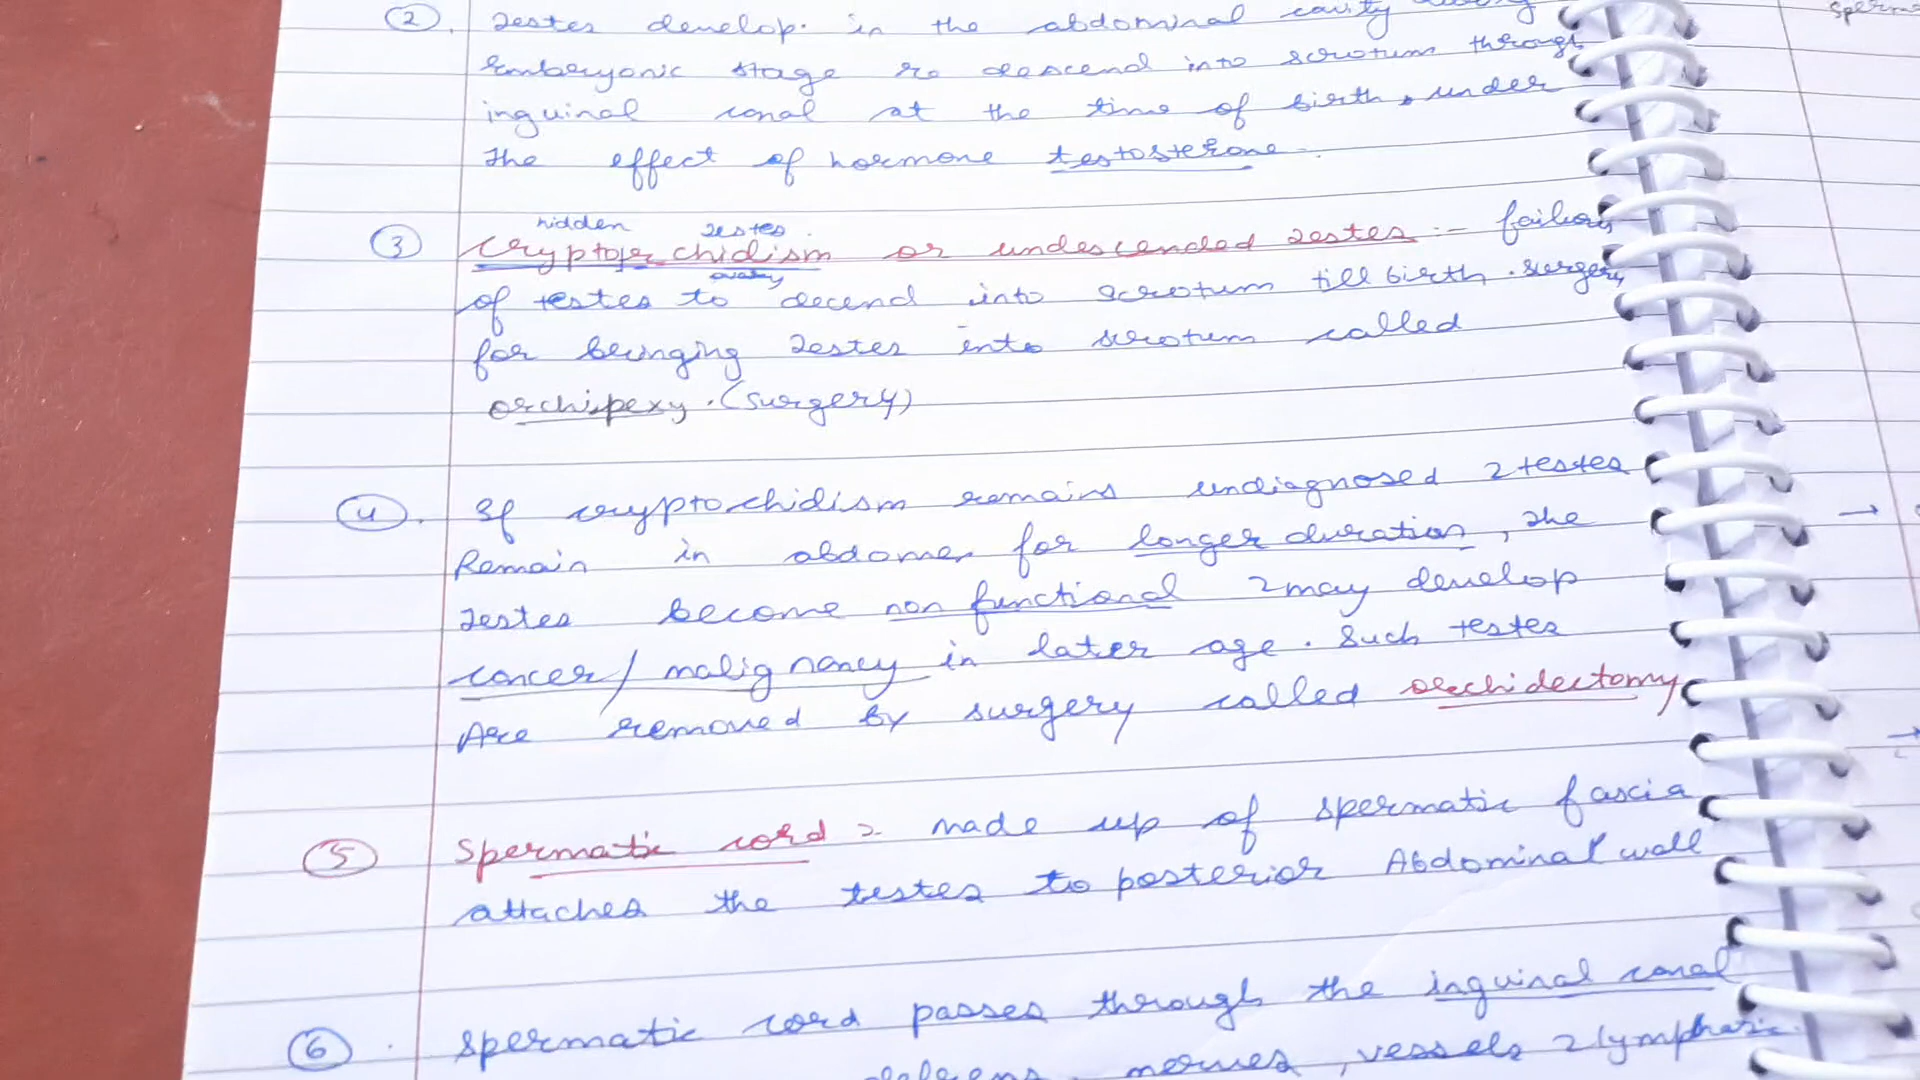 ② . Testes develop. in the abdominal cavity
Embryonic stage & descend into scrotum through
inguinal canal at the time of birth, under
the effect of hormone testosterone.
hidden testes
③ Cryptorchidism or undescended testes :-
ovary
of testes to decend into scrotum till birth. Surgery
for bringing testes into scrotum called
orchipexy. (surgery)
④ . If cryptochidism remains undiagnosed & testes
Remain in abdomen for longer duration, the
testes become non functional & may develop
cancer/ malignancy in later age. Such testes
Are removed by surgery called orchidectomy
⑤ Spermatic cord = made up of spermatic fascia
attaches the testes to posterior Abdominal wall
⑥ . Spermatic cord passes through the inguinal canal
nerves, vessels & lymphatic.
→
→